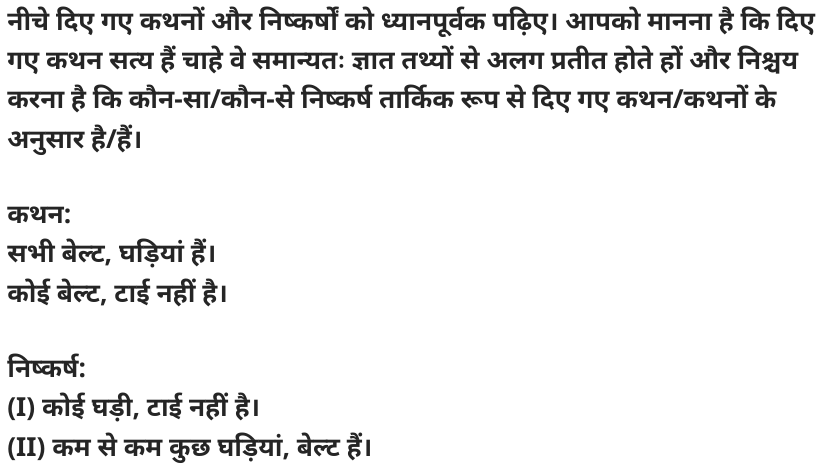 नीचे दिए गए कथनों और निष्कर्षों को ध्यानपूर्वक पढ़िए। आपको मानना है कि दिए
गए कथन सत्य हैं चाहे वे समान्यतः ज्ञात तथ्यों से अलग प्रतीत होते हों और निश्चय
करना है कि कौन-सा/कौन-से निष्कर्ष तार्किक रूप से दिए गए कथन/कथनों के
अनुसार है/हैं।
कथन:
सभी बेल्ट, घड़ियां हैं।
कोई बेल्ट, टाई नहीं है।
निष्कर्ष:
(I) कोई घड़ी, टाई नहीं है।
(II) कम से कम कुछ घड़ियां, बेल्ट हैं।